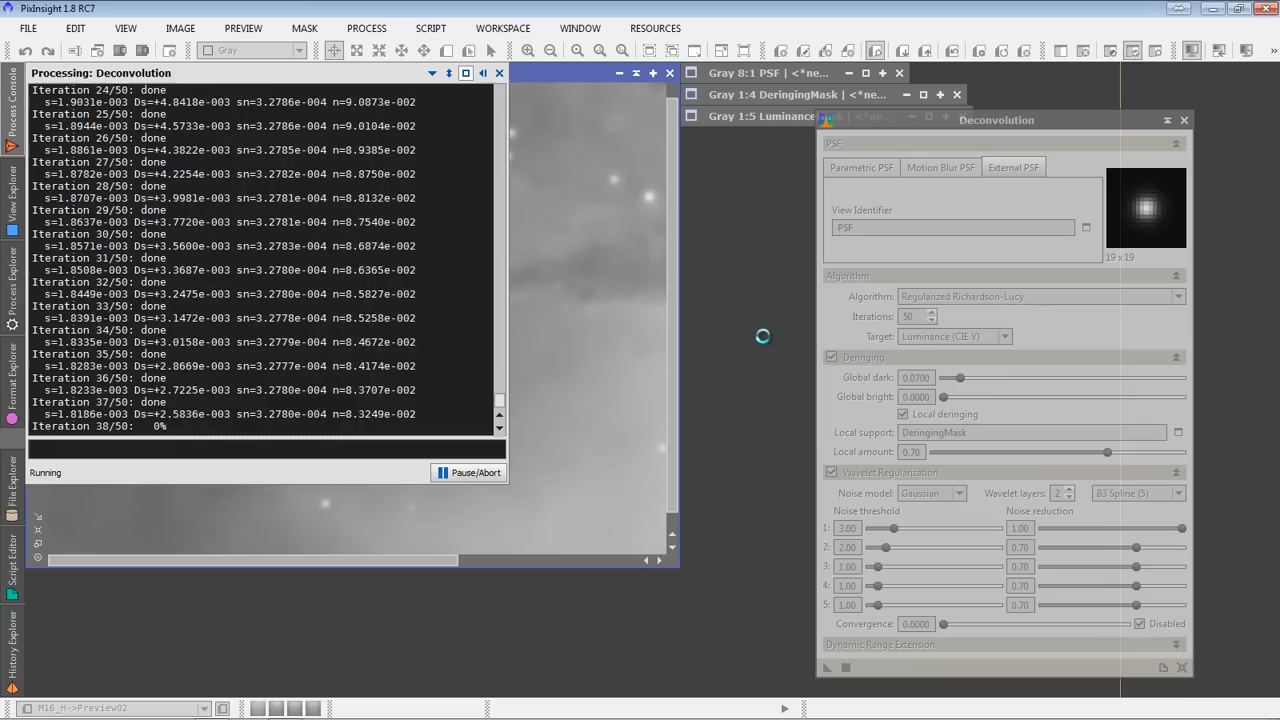 PixInsight 1.8 RC7
FILE EDIT VIEW IMAGE PREVIEW MASK PROCESS SCRIPT WORKSPACE WINDOW RESOURCES
Gray
Process Console
View Explorer
Process Explorer
Format Explorer
File Explorer
Script Editor
History Explorer
Processing: Deconvolution
Iteration 24/50: done
s=1.9031e-003 Ds=+4.8418e-003 sn=3.2786e-004 n=9.0873e-002
Iteration 25/50: done
s=1.8944e-003 Ds=+4.5733e-003 sn=3.2786e-004 n=9.0104e-002
Iteration 26/50: done
s=1.8861e-003 Ds=+4.3822e-003 sn=3.2785e-004 n=8.9385e-002
Iteration 27/50: done
s=1.8782e-003 Ds=+4.2254e-003 sn=3.2782e-004 n=8.8750e-002
Iteration 28/50: done
s=1.8707e-003 Ds=+3.9981e-003 sn=3.2781e-004 n=8.8132e-002
Iteration 29/50: done
s=1.8637e-003 Ds=+3.7720e-003 sn=3.2781e-004 n=8.7540e-002
Iteration 30/50: done
s=1.8571e-003 Ds=+3.5600e-003 sn=3.2783e-004 n=8.6874e-002
Iteration 31/50: done
s=1.8508e-003 Ds=+3.3687e-003 sn=3.2780e-004 n=8.6365e-002
Iteration 32/50: done
s=1.8449e-003 Ds=+3.2475e-003 sn=3.2780e-004 n=8.5827e-002
Iteration 33/50: done
s=1.8391e-003 Ds=+3.1472e-003 sn=3.2778e-004 n=8.5258e-002
Iteration 34/50: done
s=1.8335e-003 Ds=+3.0158e-003 sn=3.2779e-004 n=8.4672e-002
Iteration 35/50: done
s=1.8283e-003 Ds=+2.8669e-003 sn=3.2777e-004 n=8.4174e-002
Iteration 36/50: done
s=1.8233e-003 Ds=+2.7225e-003 sn=3.2780e-004 n=8.3707e-002
Iteration 37/50: done
s=1.8186e-003 Ds=+2.5836e-003 sn=3.2780e-004 n=8.3249e-002
Iteration 38/50: 0%
Running
Pause/Abort
Gray 8:1 PSF | <*ne...
Gray 1:4 DeringingMask | <*ne...
Gray 1:5 Luminance
Deconvolution
PSF
Parametric PSF Motion Blur PSF External PSF
View Identifier
PSF
19 x 19
Algorithm
Algorithm: Regularized Richardson-Lucy
Iterations: 50
Target: Luminance (CIE Y)
Deringing
Global dark: 0.0700
Global bright: 0.0000
Local deringing
Local support: DeringingMask
Local amount: 0.70
Wavelet Regularization
Noise model: Gaussian Wavelet layers: 2 B3 Spline (5)
Noise threshold Noise reduction
1: 3.00 1.00
2: 2.00 0.70
3: 1.00 0.70
4: 1.00 0.70
5: 1.00 0.70
Convergence: 0.0000 Disabled
Dynamic Range Extension
M16_H->Preview02